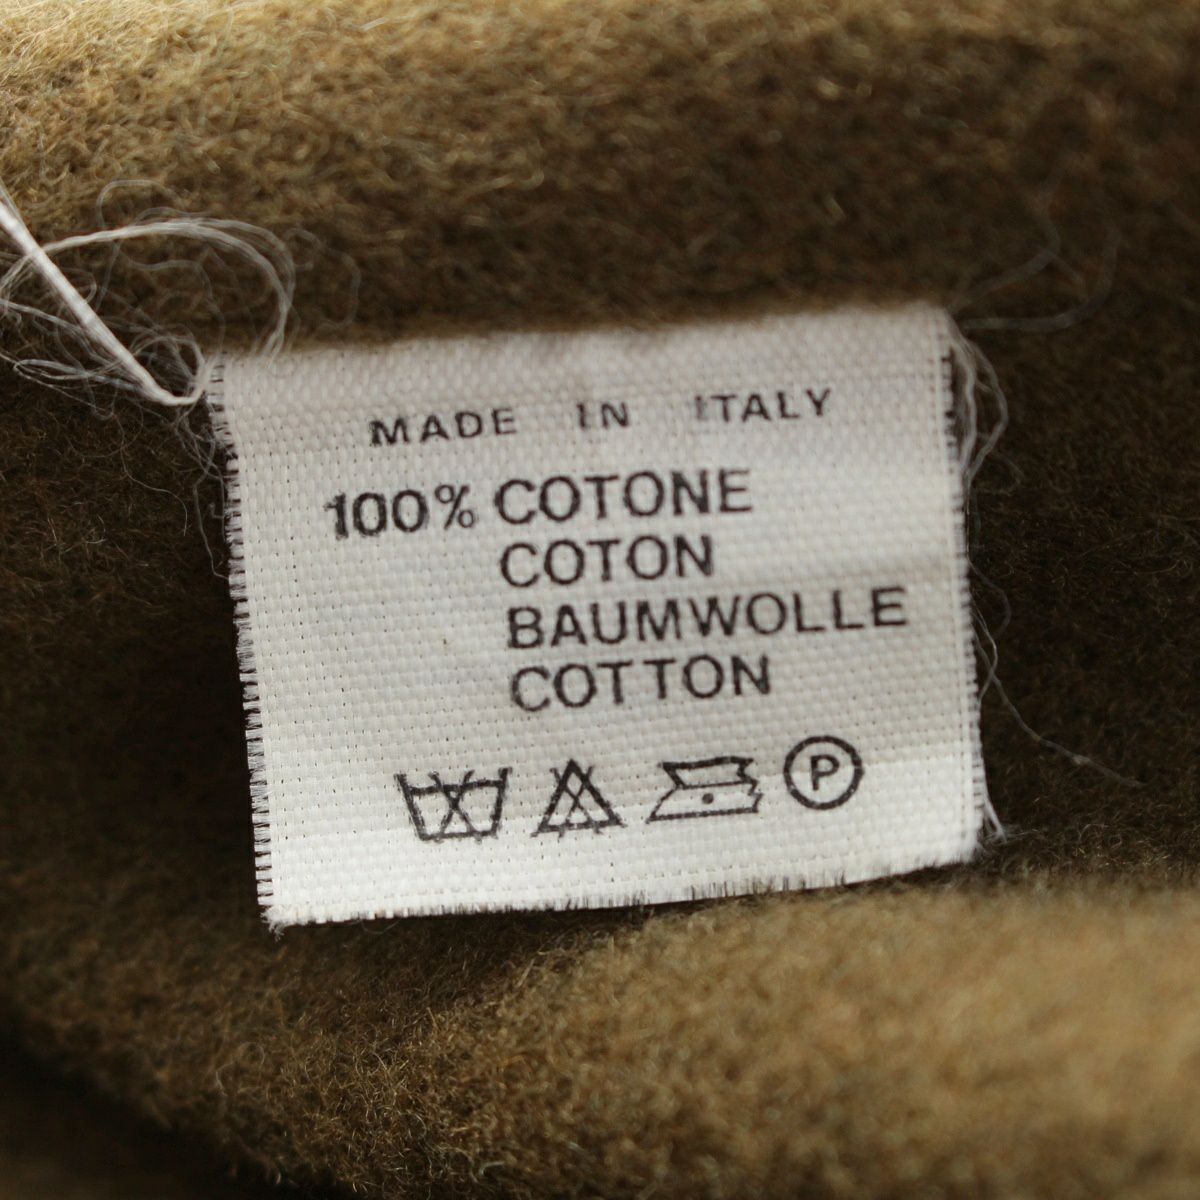 MADE IN ITALY
100% COTONE
COTON
BAUMWOLLE
COTTON
P